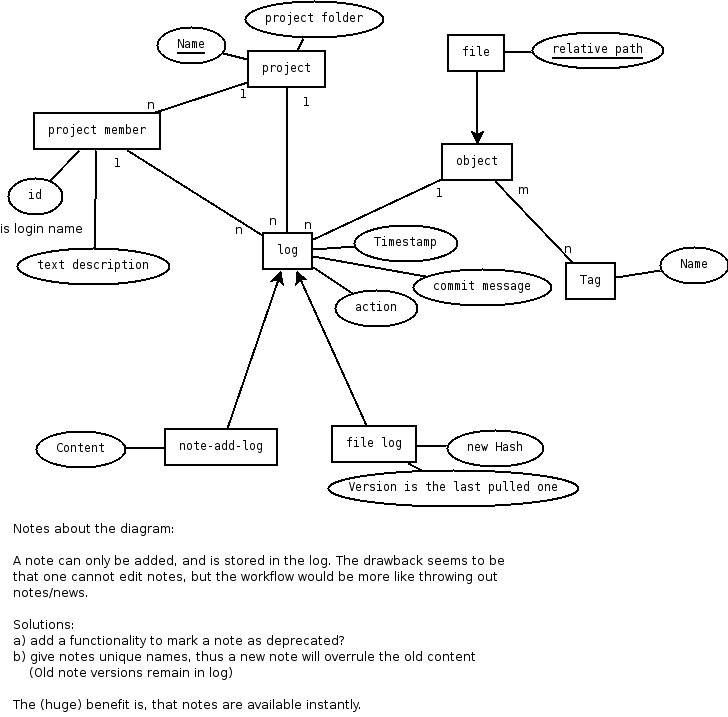 project folder
Name
file
relative path
project
n
1
1
project member
object
1
1
m
id
is login name
n
n
n
log
Timestamp
n
Name
text description
commit message
Tag
action
Content
note-add-log
file log
new Hash
Version is the last pulled one
Notes about the diagram:
A note can only be added, and is stored in the log. The drawback seems to be
that one cannot edit notes, but the workflow would be more like throwing out
notes/news.
Solutions:
a) add a functionality to mark a note as deprecated?
b) give notes unique names, thus a new note will overrule the old content
(Old note versions remain in log)
The (huge) benefit is, that notes are available instantly.